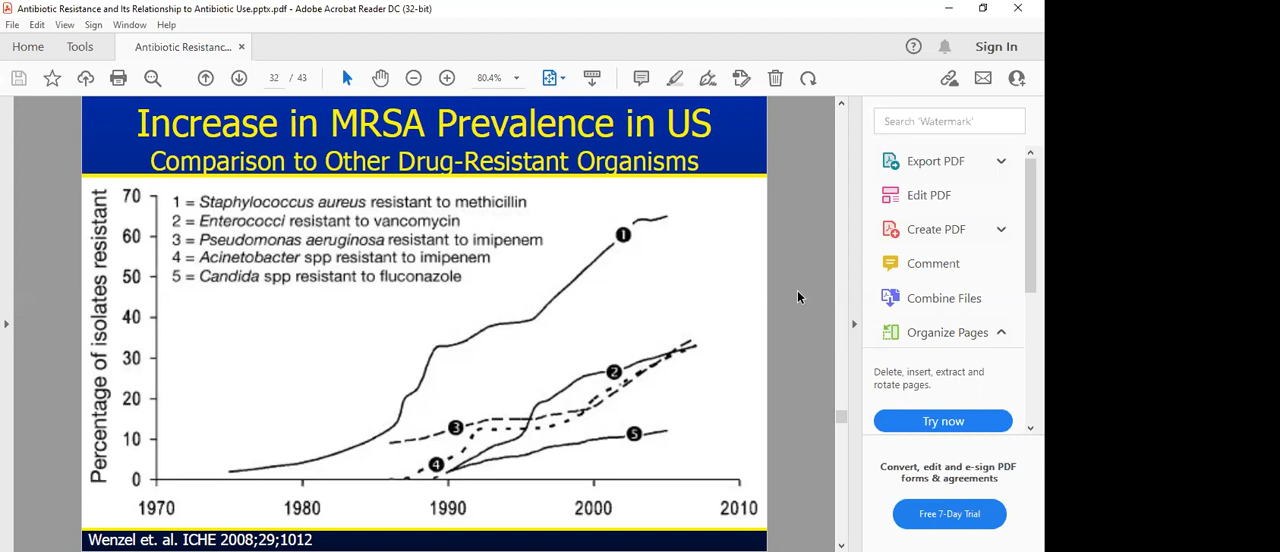 Antibiotic Resistance and Its Relationship to Antibiotic Use.pptx.pdf - Adobe Acrobat Reader DC (32-bit)
File Edit View Sign Window Help
Home Tools Antibiotic Resistanc... ×
Sign In
32 / 43 80.4%
Increase in MRSA Prevalence in US
Comparison to Other Drug-Resistant Organisms
Percentage of isolates resistant
70
60
50
40
30
20
10
0
1 = Staphylococcus aureus resistant to methicillin
2 = Enterococci resistant to vancomycin
3 = Pseudomonas aeruginosa resistant to imipenem
4 = Acinetobacter spp resistant to imipenem
5 = Candida spp resistant to fluconazole
1
2
3
4
5
1970 1980 1990 2000 2010
Wenzel et. al. ICHE 2008;29;1012
Search 'Watermark'
Export PDF
Edit PDF
Create PDF
Comment
Combine Files
Organize Pages
Delete, insert, extract and
rotate pages.
Try now
Convert, edit and e-sign PDF
forms & agreements
Free 7-Day Trial